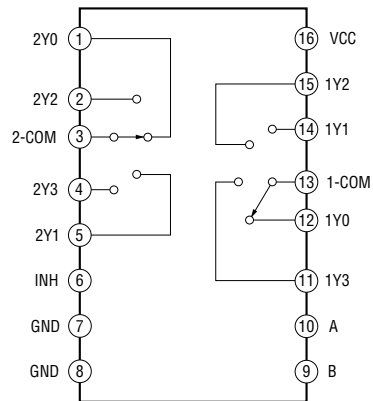 2Y0 1
2Y2 2
2-COM 3
2Y3 4
2Y1 5
INH 6
GND 7
GND 8
16 VCC
15 1Y2
14 1Y1
13 1-COM
12 1Y0
11 1Y3
10 A
9 B